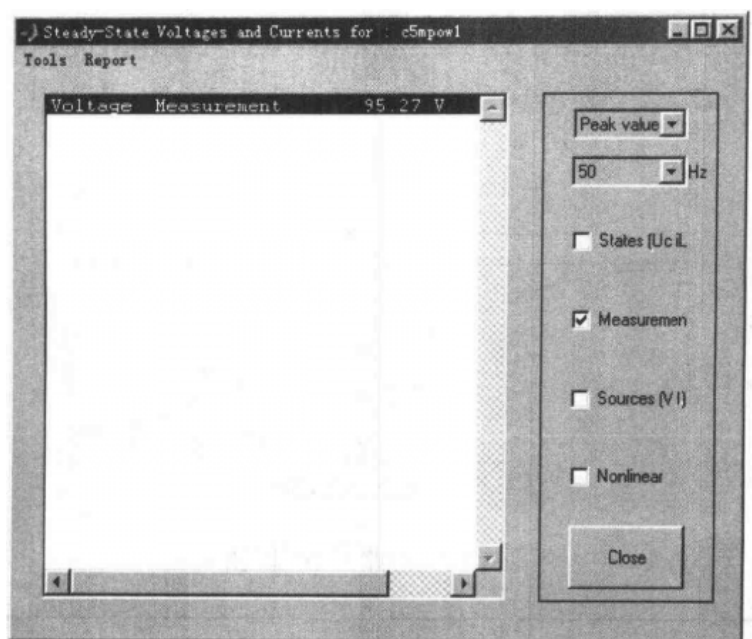 Steady-State Voltages and Currents for : c5mpow1
Tools Report
Voltage Measurement 95.27 V
Peak value
50 Hz
States (Uc iL
Measuremen
Sources (V I)
Nonlinear
Close